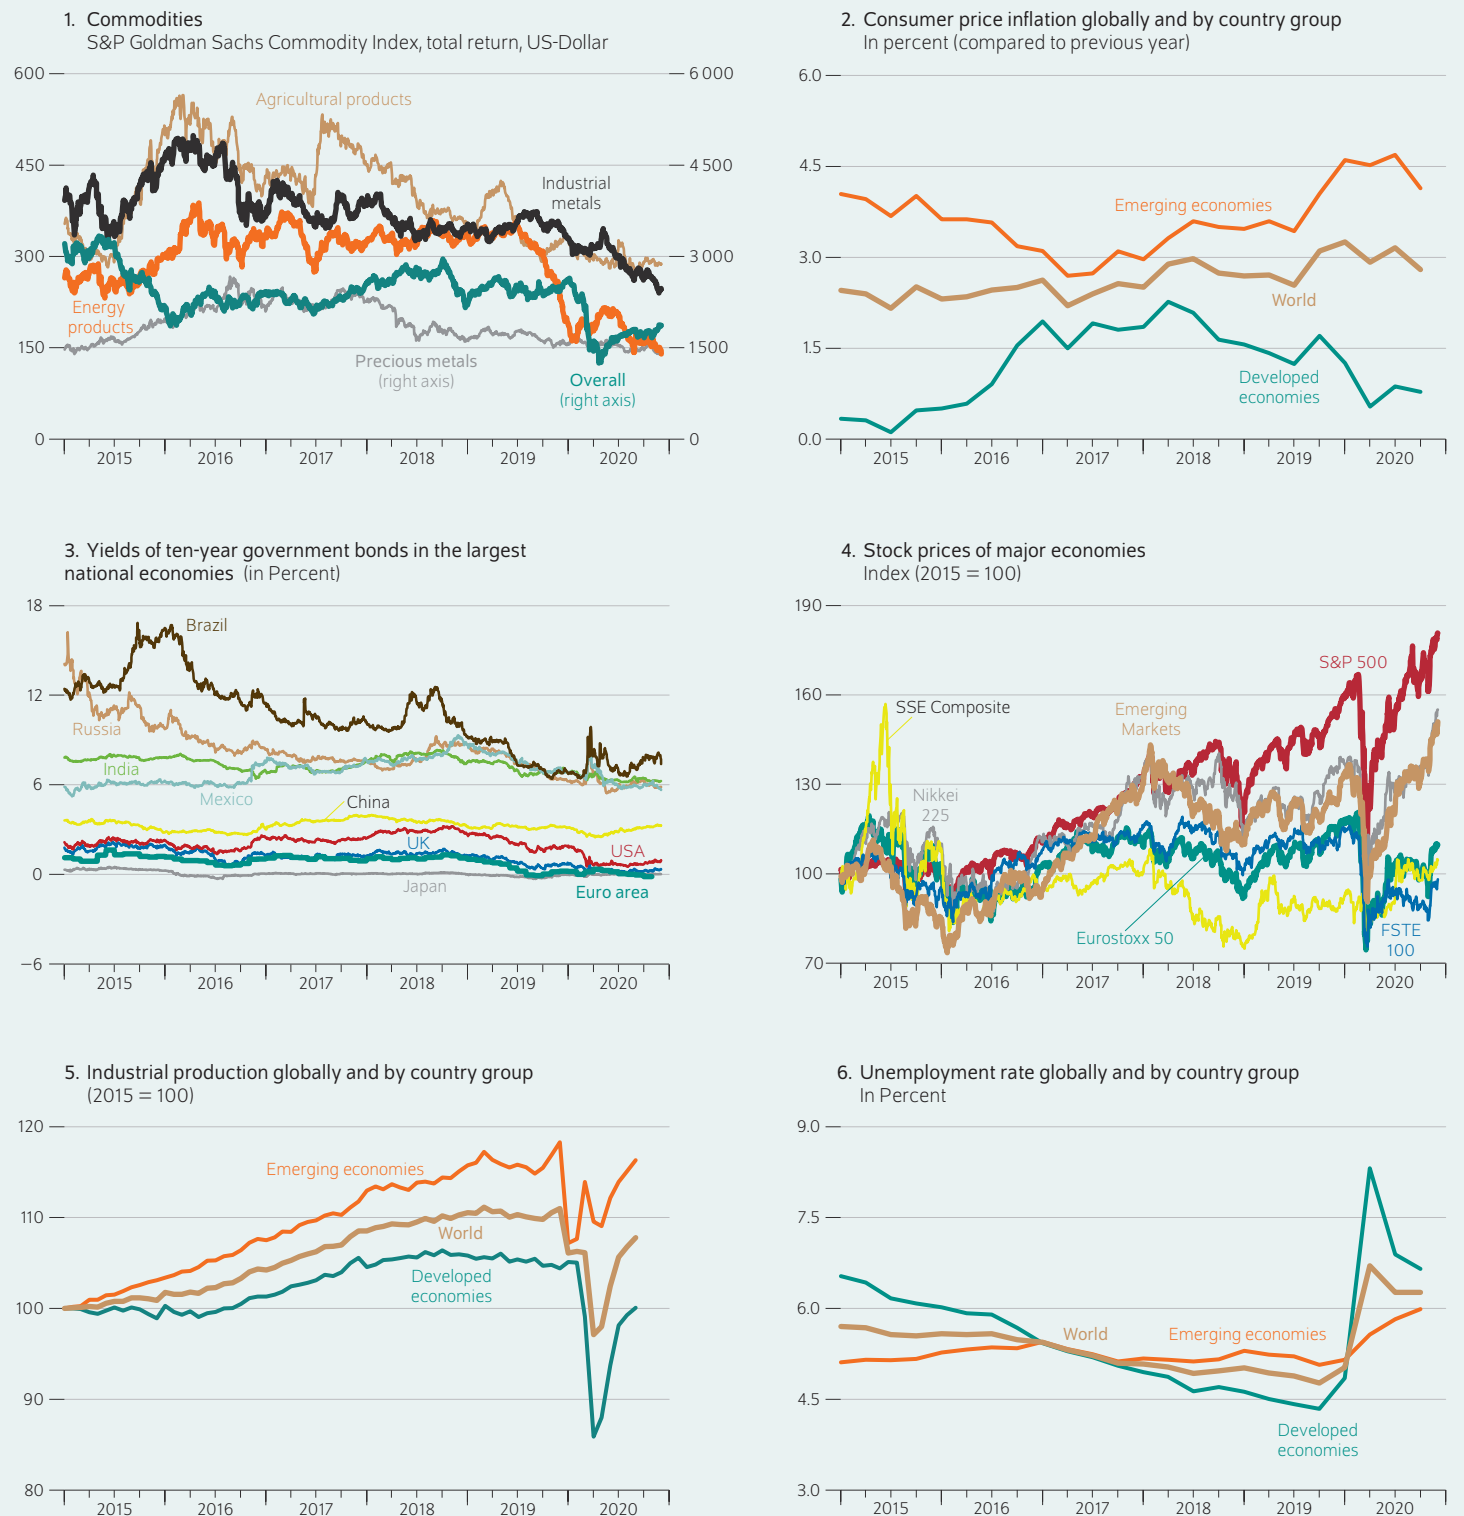 1. Commodities
S&P Goldman Sachs Commodity Index, total return, US-Dollar
600
6 000
Agricultural products
450
4 500
Industrial
metals
300
3 000
Energy
products
150
1 500
Precious metals
(right axis)
Overall
(right axis)
0
0
2015 2016 2017 2018 2019 2020
2. Consumer price inflation globally and by country group
In percent (compared to previous year)
6.0
4.5
Emerging economies
3.0
World
1.5
Developed
economies
0.0
2015 2016 2017 2018 2019 2020
3. Yields of ten-year government bonds in the largest
national economies (in Percent)
18
Brazil
12
Russia
India
6
Mexico
China
UK
USA
0
Japan
Euro area
−6
2015 2016 2017 2018 2019 2020
4. Stock prices of major economies
Index (2015 = 100)
190
S&P 500
160
SSE Composite
Emerging
Markets
130
Nikkei
225
100
Eurostoxx 50
FSTE
100
70
2015 2016 2017 2018 2019 2020
5. Industrial production globally and by country group
(2015 = 100)
120
Emerging economies
110
World
Developed
economies
100
90
80
2015 2016 2017 2018 2019 2020
6. Unemployment rate globally and by country group
In Percent
9.0
7.5
6.0
World
Emerging economies
4.5
Developed
economies
3.0
2015 2016 2017 2018 2019 2020